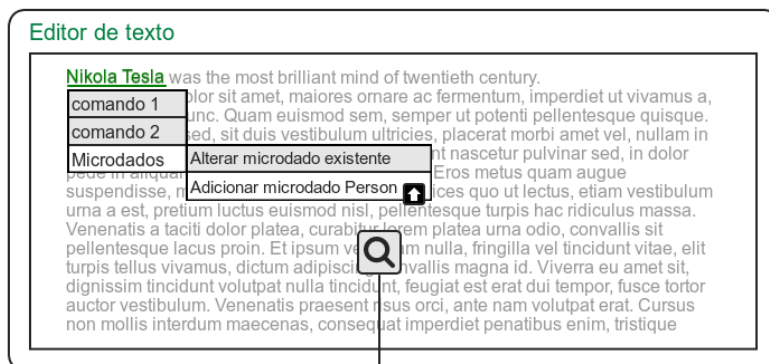 Editor de texto
Nikola Tesla was the most brilliant mind of twentieth century.
comando 1
olor sit amet, maiores ornare ac fermentum, imperdiet ut vivamus a,
unc. Quam euismod sem, semper ut potenti pellentesque quisque.
comando 2
sed, sit duis vestibulum ultricies, placerat morbi amet vel, nullam in
Microdados
Alterar microdado existente
nt nascetur pulvinar sed, in dolor
Eros metus quam augue
Adicionar microdado Person
suspendisse, ices quo ut lectus, etiam vestibulum
urna a est, pretium luctus euismod nisl, pellentesque turpis hac ridiculus massa.
Venenatis a taciti dolor platea, curabitur lorem platea urna odio, convallis sit
pellentesque lacus proin. Et ipsum nulla, fringilla vel tincidunt vitae, elit
turpis tellus vivamus, dictum convallis magna id. Viverra eu amet sit,
dignissim tincidunt volutpat nulla tincidunt, feugiat est erat dui tempor, fusce tortor
auctor vestibulum. Venenatis praesent risus orci, ante nam volutpat erat. Cursus
non mollis interdum maecenas, consequat imperdiet penatibus enim, tristique